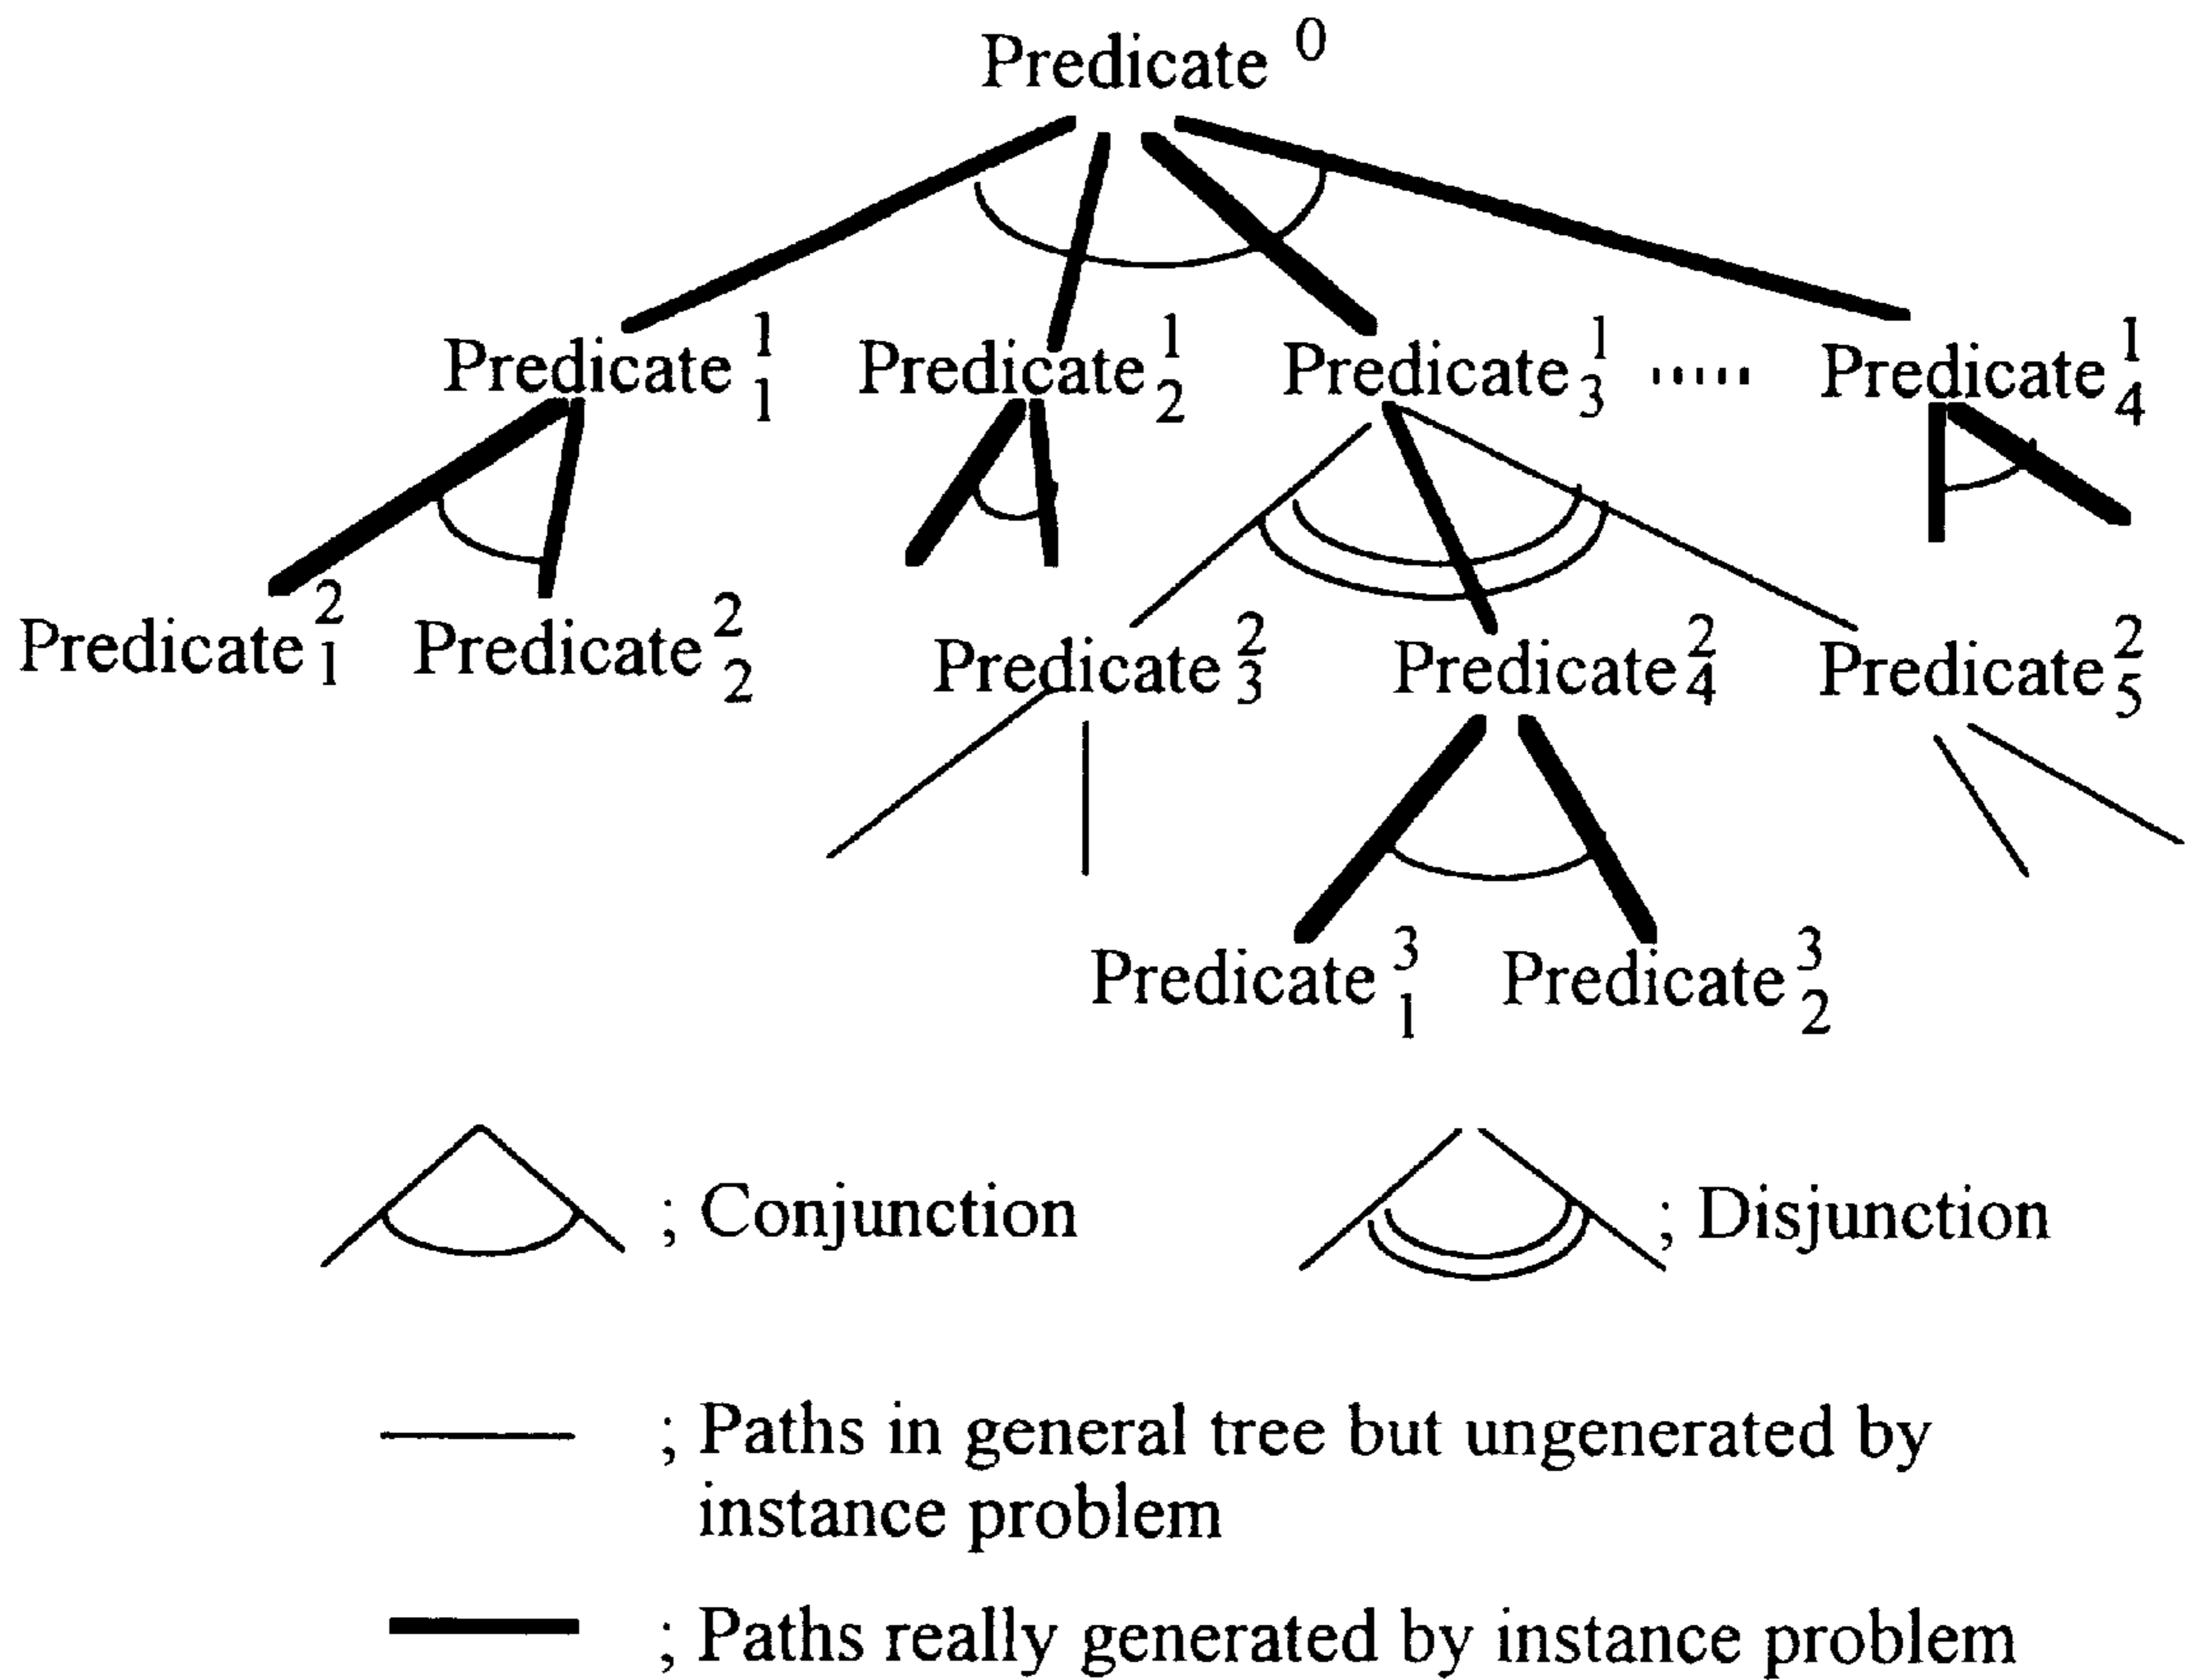 Predicate 0
Predicate 1 1 Predicate 1 2 Predicate 1 3 ..... Predicate 1 4
Predicate 2 1 Predicate 2 2 Predicate 2 3 Predicate 2 4 Predicate 2 5
Predicate 3 1 Predicate 3 2
; Conjunction ; Disjunction
; Paths in general tree but ungenerated by
instance problem
; Paths really generated by instance problem